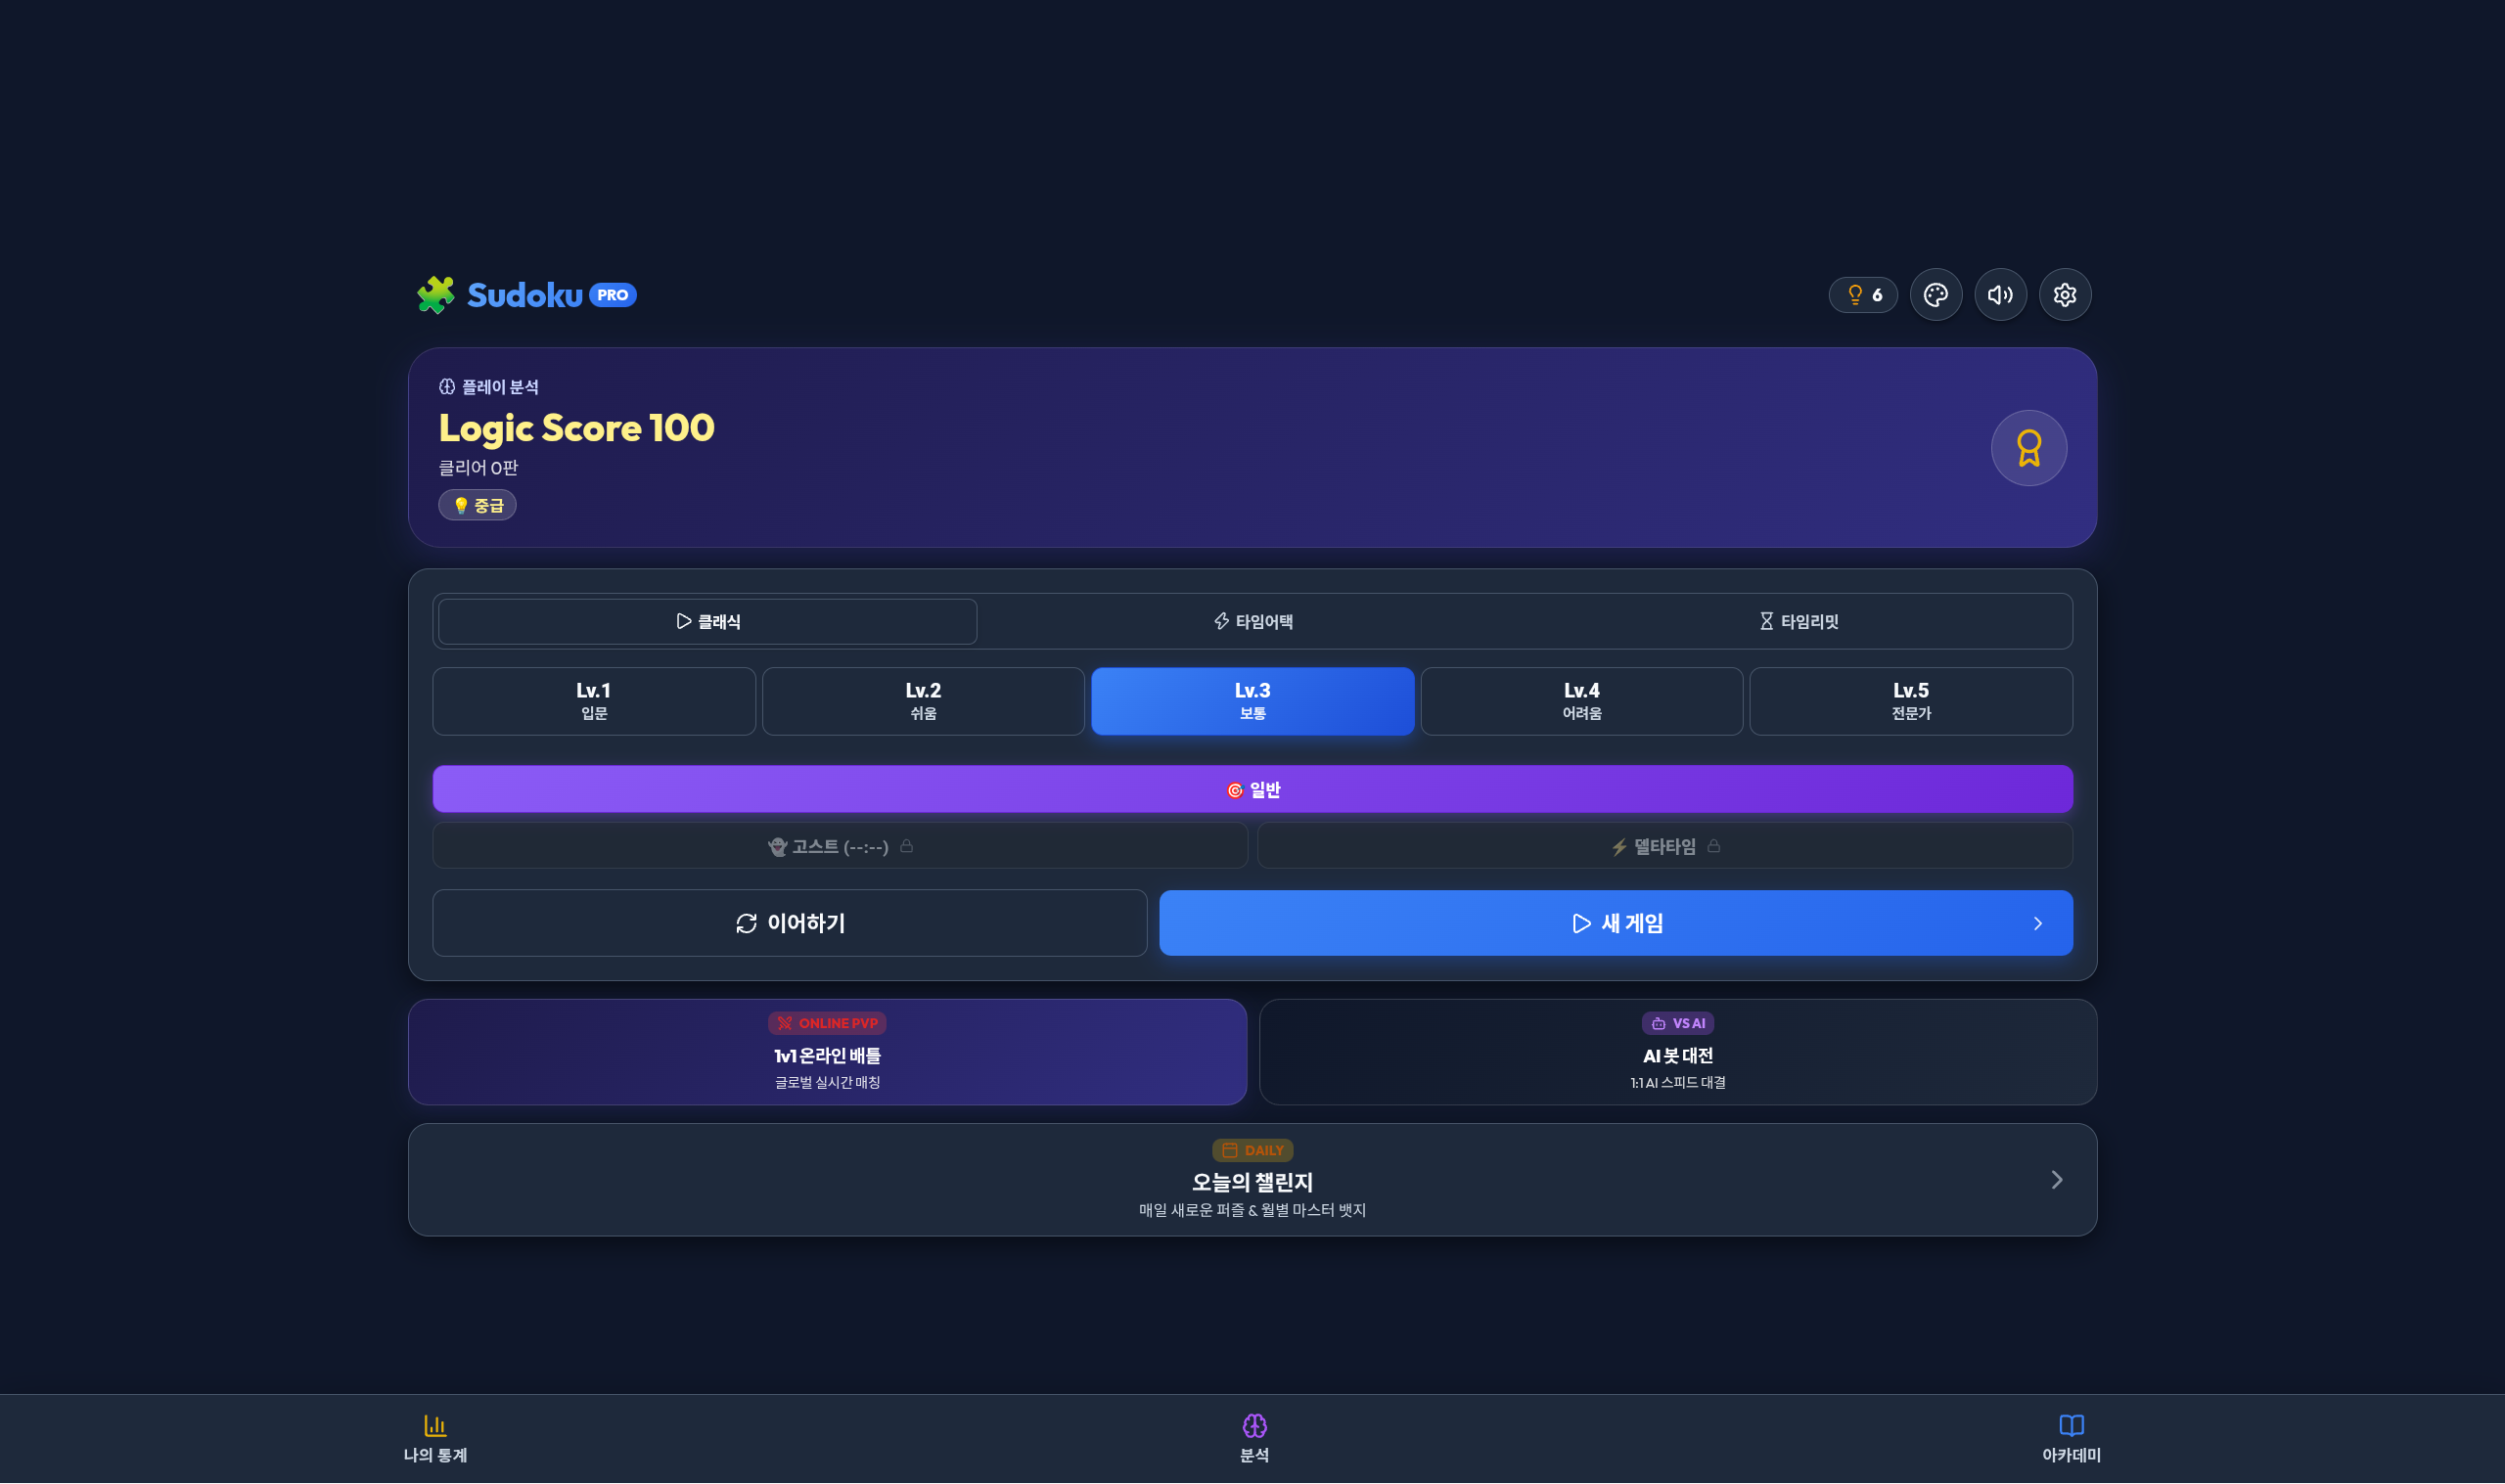 Sudoku PRO
6
플레이 분석
Logic Score 100
클리어 0판
💡 중급
클래식
타임어택
타임리밋
Lv.1
입문
Lv.2
쉬움
Lv.3
보통
Lv.4
어려움
Lv.5
전문가
🎯 일반
👻 고스트 (--:--)
⚡ 델타타임
이어하기
새 게임
ONLINE PVP
1v1 온라인 배틀
글로벌 실시간 매칭
VS AI
AI 봇 대전
1:1 AI 스피드 대결
DAILY
오늘의 챌린지
매일 새로운 퍼즐 & 월별 마스터 뱃지
나의 통계
분석
아카데미